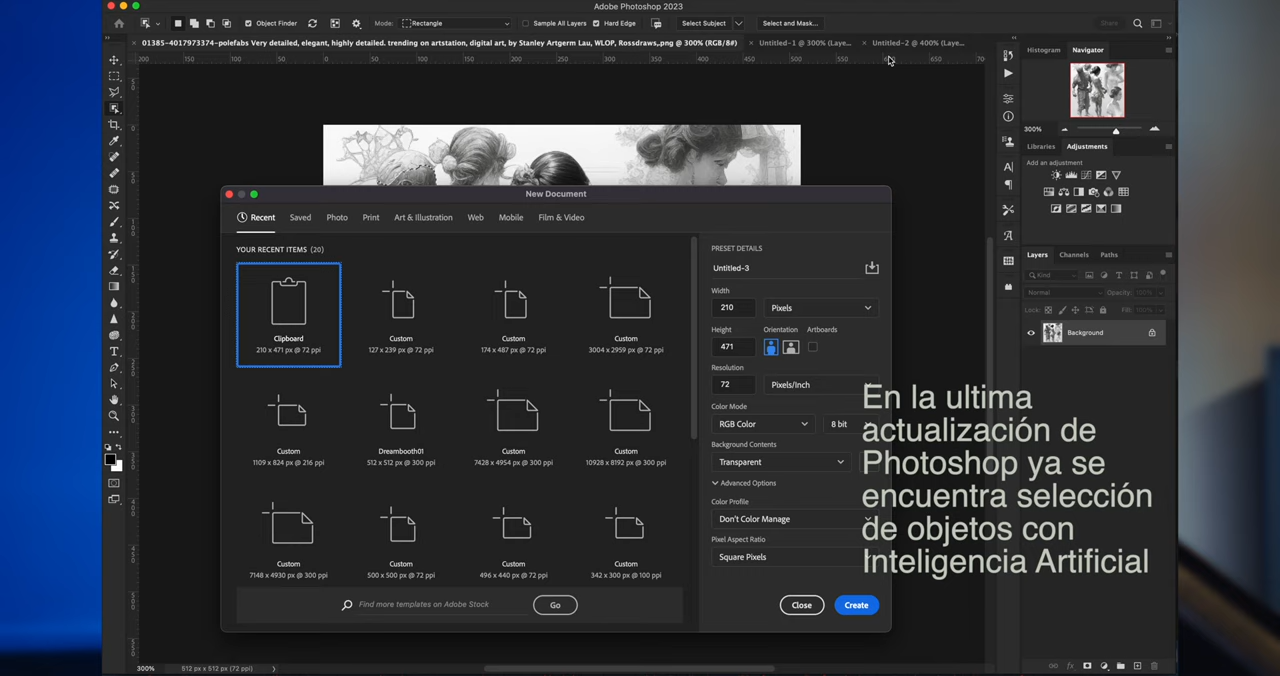 Adobe Photoshop 2023
Object Finder
Mode:
Rectangle
Sample All Layers
Hard Edge
Select Subject
Select and Mask...
Share
01385-4017973374-polefabs Very detailed, elegant, highly detailed. trending on artstation, digital art, by Stanley Artgerm Lau, WLOP, Rossdraws,.png @ 300% (RGB/8#)
Untitled-1 @ 300% (Laye...
Untitled-2 @ 400% (Laye...
Histogram
Navigator
300%
Libraries
Adjustments
Add an adjustment
Layers
Channels
Paths
Kind
Normal
Opacity: 100%
Lock:
Fill: 100%
Background
New Document
Recent
Saved
Photo
Print
Art & Illustration
Web
Mobile
Film & Video
YOUR RECENT ITEMS (20)
Clipboard
210 x 471 px @ 72 ppi
Custom
127 x 239 px @ 72 ppi
Custom
174 x 487 px @ 72 ppi
Custom
3004 x 2959 px @ 72 ppi
Custom
1109 x 824 px @ 216 ppi
Dreambooth01
512 x 512 px @ 300 ppi
Custom
7428 x 4954 px @ 300 ppi
Custom
10928 x 8192 px @ 300 ppi
Custom
7148 x 4930 px @ 300 ppi
Custom
500 x 500 px @ 72 ppi
Custom
496 x 440 px @ 72 ppi
Custom
342 x 300 px @ 100 ppi
Find more templates on Adobe Stock
Go
PRESET DETAILS
Untitled-3
Width
210
Pixels
Height
Orientation
Artboards
471
Resolution
72
Pixels/Inch
Color Mode
RGB Color
8 bit
Background Contents
Transparent
Advanced Options
Color Profile
Don't Color Manage
Pixel Aspect Ratio
Square Pixels
Close
Create
En la ultima
actualización de
Photoshop ya se
encuentra selección
de objetos con
Inteligencia Artificial
300%
512 px x 512 px (72 ppi)